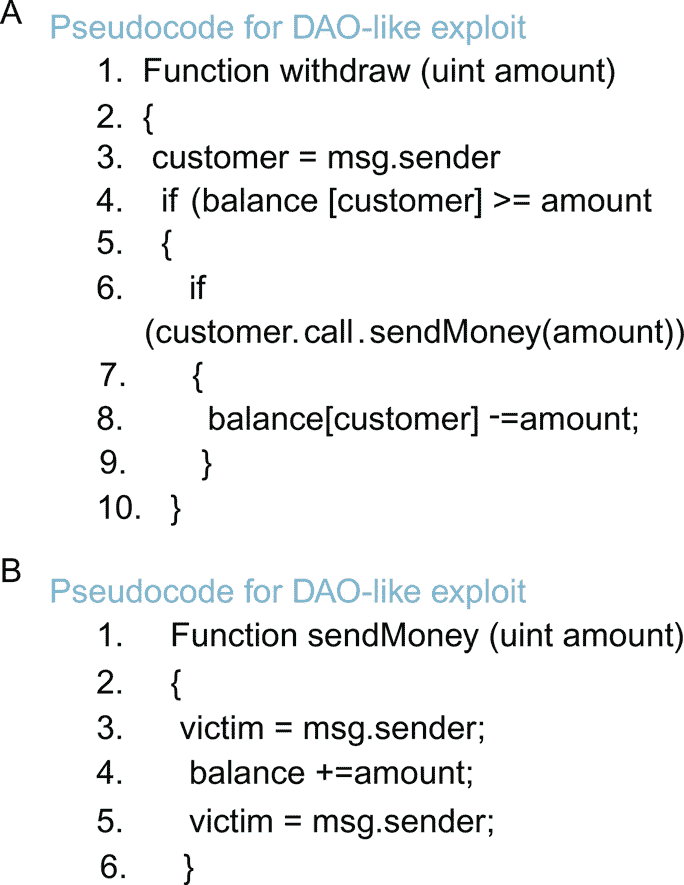 A Pseudocode for DAO-like exploit
1. Function withdraw (uint amount)
2. {
3. customer = msg.sender
4. if (balance [customer] >= amount
5. {
6. if
(customer.call.sendMoney(amount))
7. {
8. balance[customer] -=amount;
9. }
10. }
B Pseudocode for DAO-like exploit
1. Function sendMoney (uint amount)
2. {
3. victim = msg.sender;
4. balance +=amount;
5. victim = msg.sender;
6. }